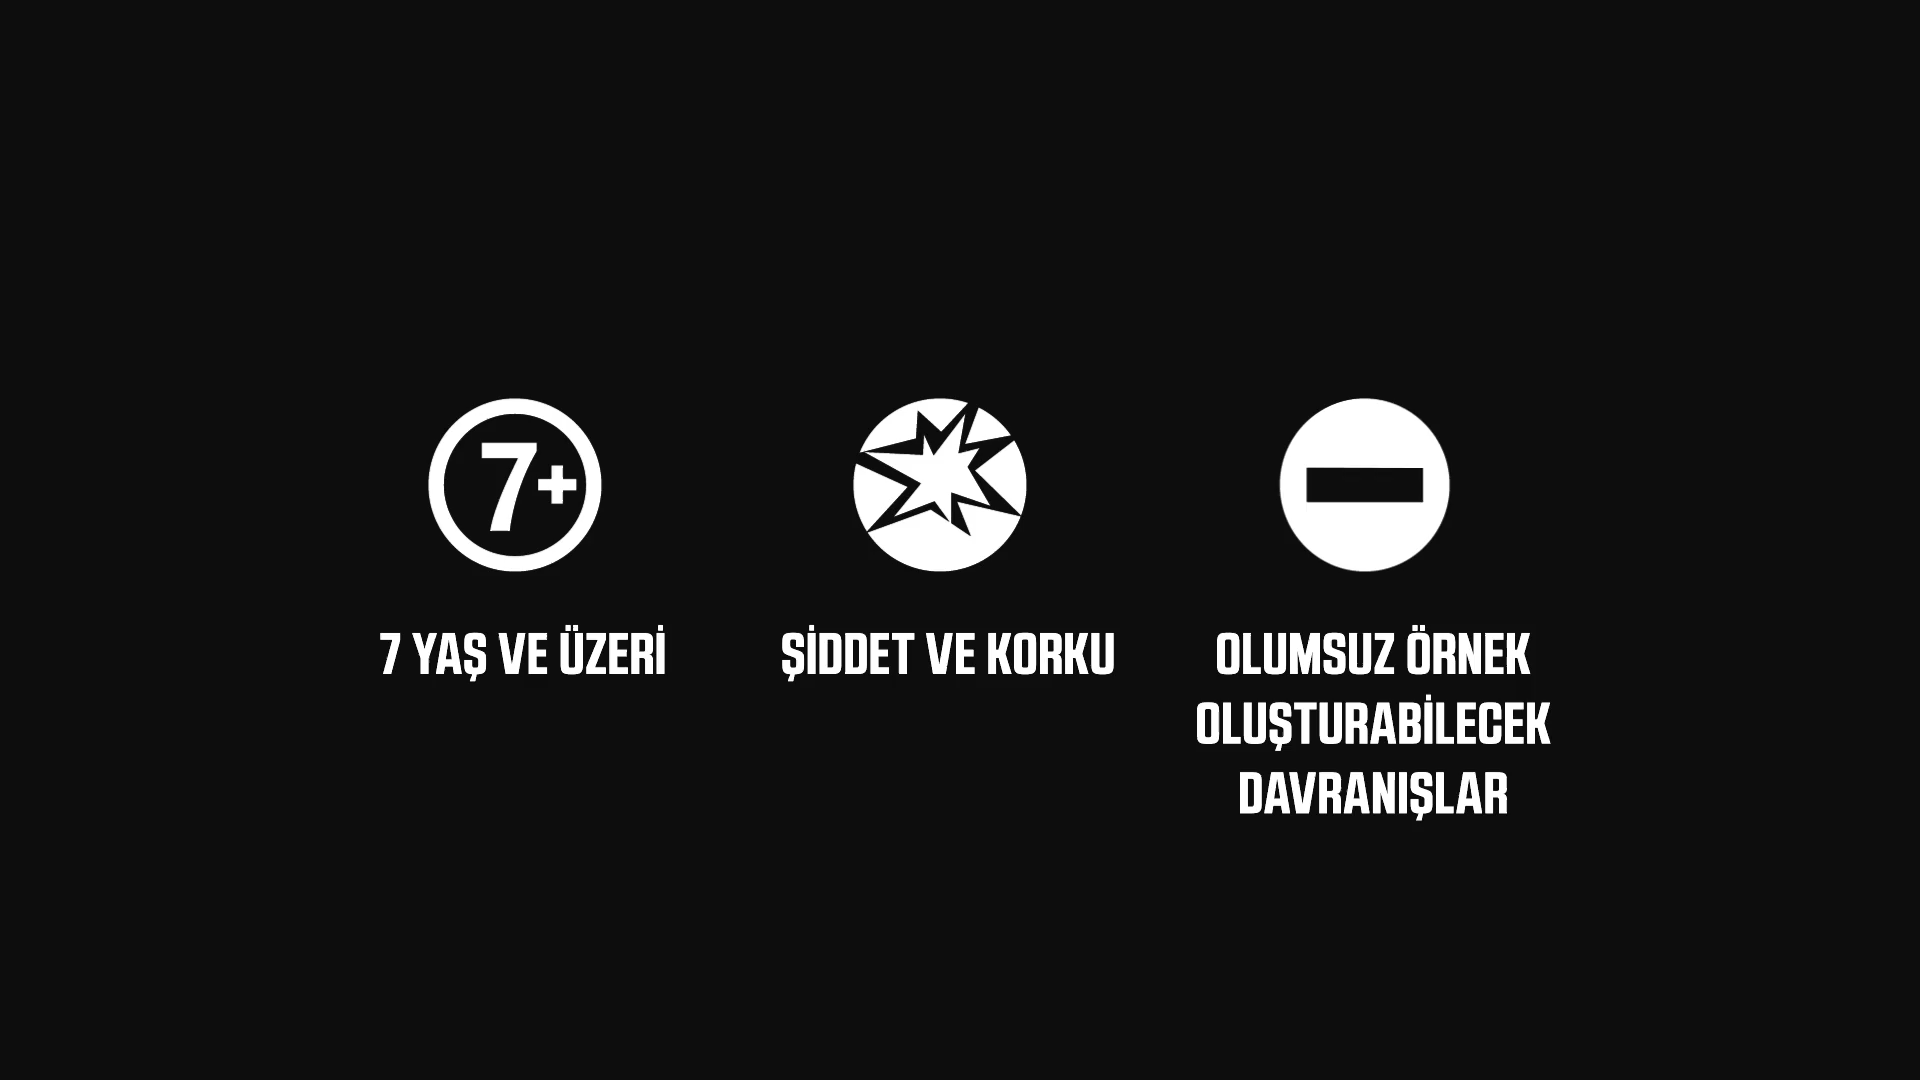 7+
7 YAŞ VE ÜZERİ
ŞİDDET VE KORKU
OLUMSUZ ÖRNEK
OLUŞTURABİLECEK
DAVRANIŞLAR